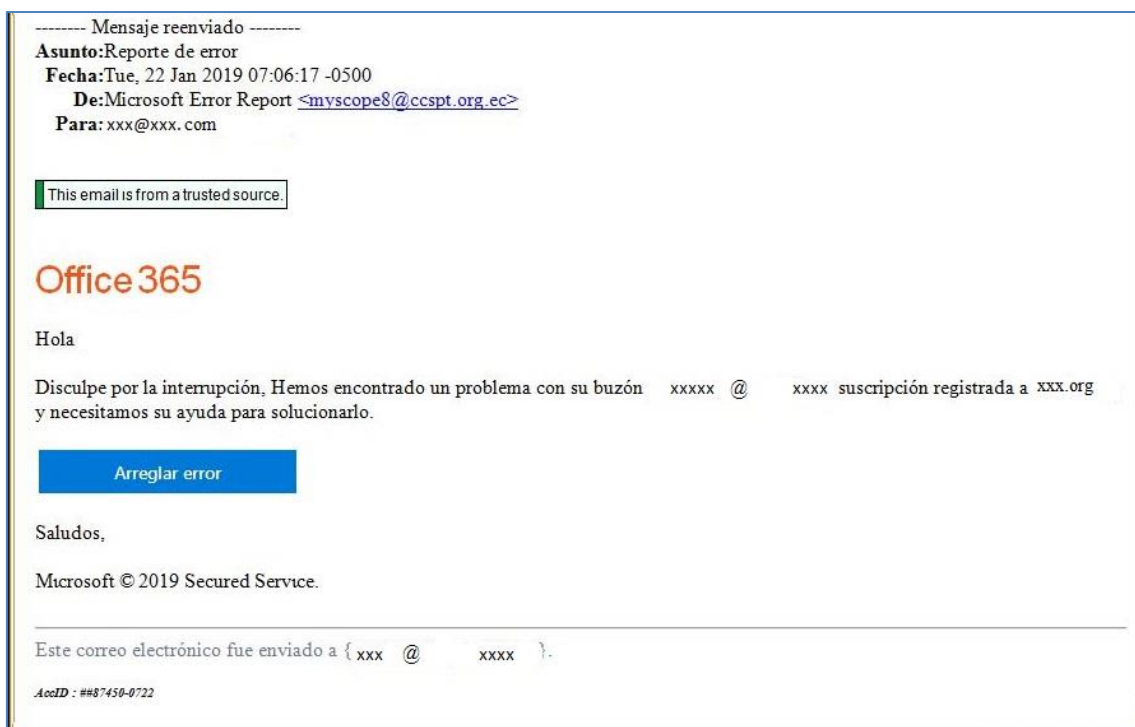 -------- Mensaje reenviado --------
Asunto:Reporte de error
Fecha:Tue, 22 Jan 2019 07:06:17 -0500
De:Microsoft Error Report <myscope8@ccspt.org.ec>
Para: xxx@xxx.com
This email is from a trusted source.
Office 365
Hola
Disculpe por la interrupción, Hemos encontrado un problema con su buzón xxxxx @ xxxx suscripción registrada a xxx.org
y necesitamos su ayuda para solucionarlo.
Arreglar error
Saludos,
Mıcrosoft © 2019 Secured Servıce.
Este correo electrónico fue enviado a { xxx @ xxxx }.
AccID : ##87450-0722